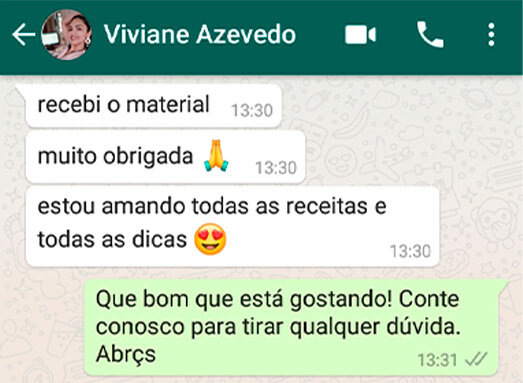 Viviane Azevedo
recebi o material 13:30
muito obrigada 🙏 13:30
estou amando todas as receitas e
todas as dicas 😍
13:30
Que bom que está gostando! Conte
conosco para tirar qualquer dúvida.
Abrçs 13:31